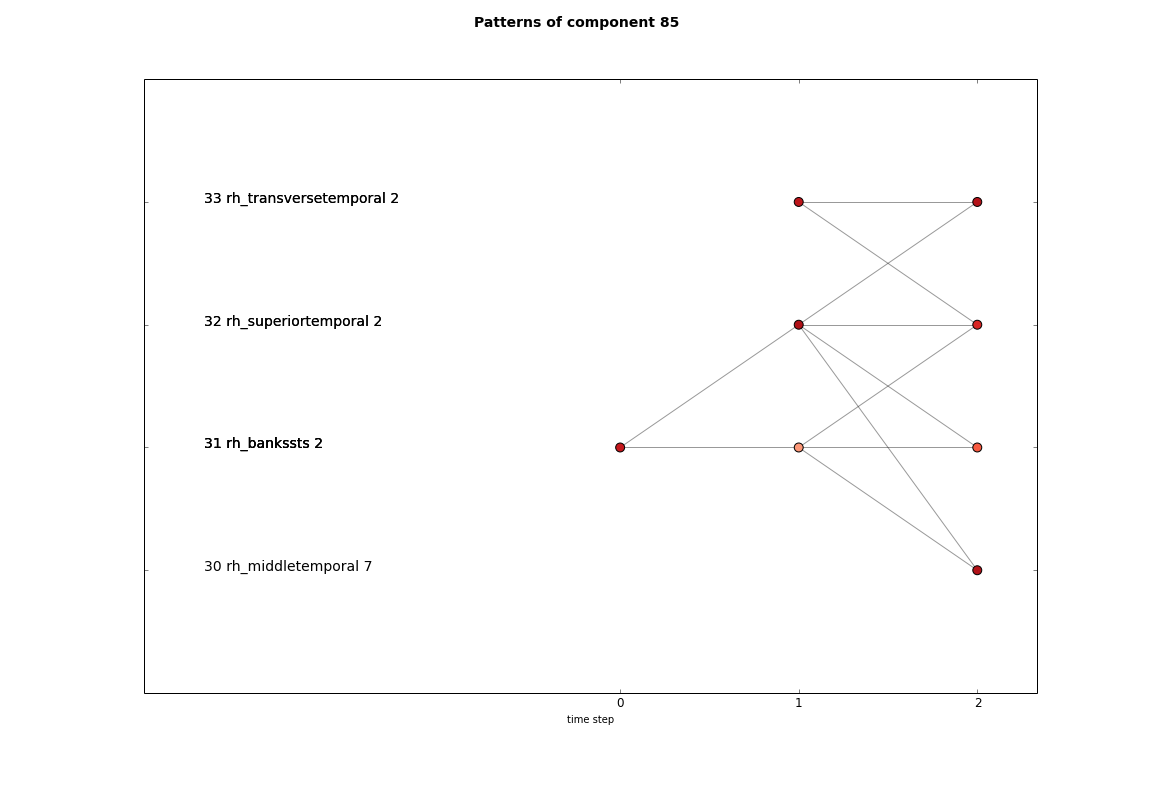 Patterns of component 85
33 rh_transversetemporal 2
32 rh_superiortemporal 2
31 rh_bankssts 2
30 rh_middletemporal 7
0 1 2
time step